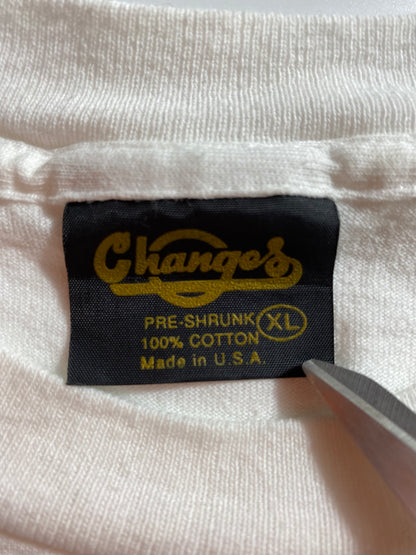 Changes
PRE-SHRUNK XL
100% COTTON
Made in U.S.A.